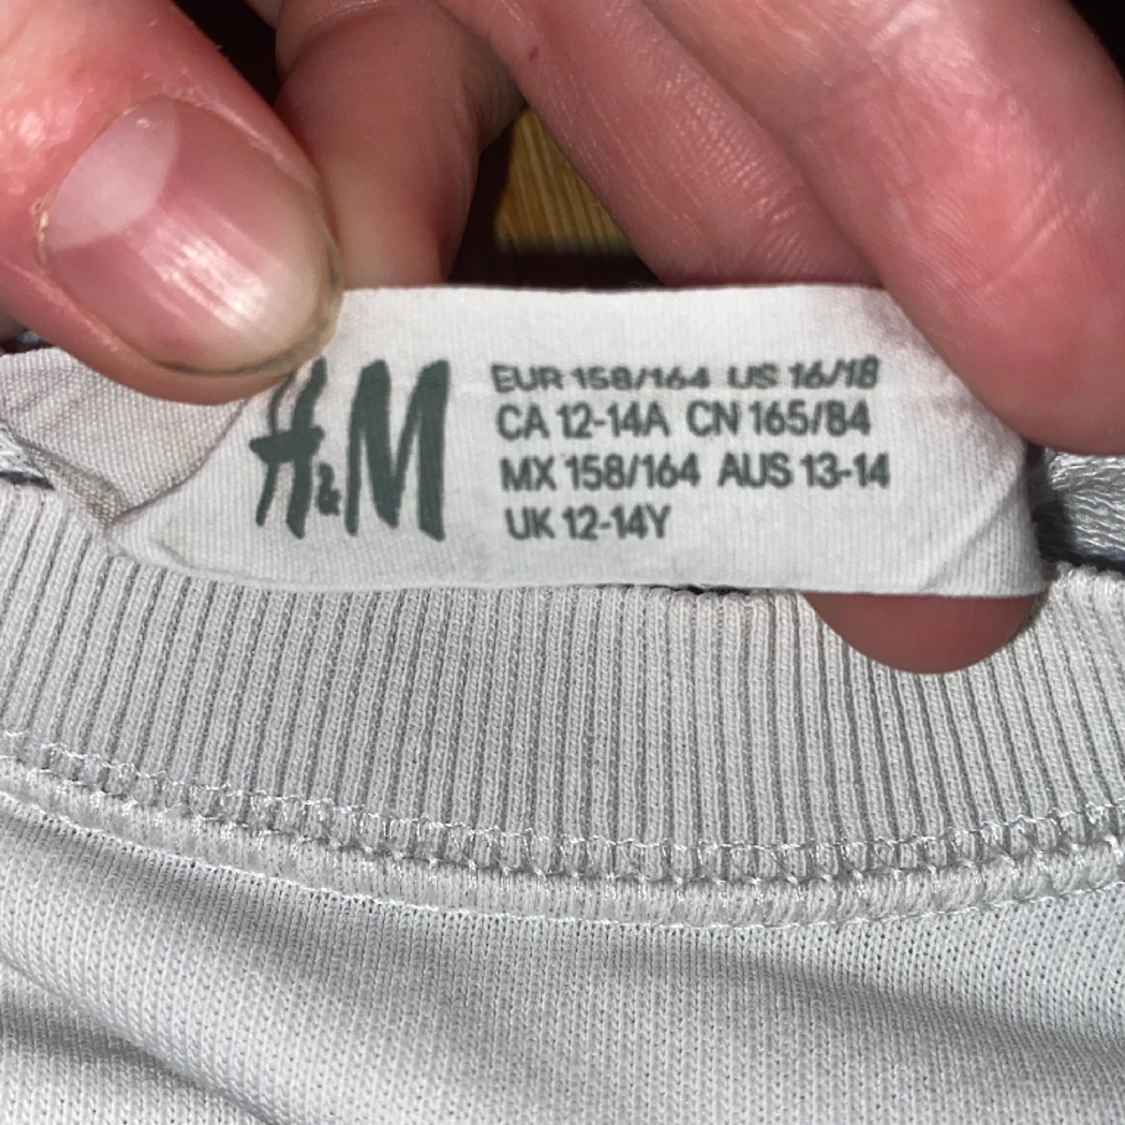 H&M
EUR 158/164 US 16/18
CA 12-14A CN 165/84
MX 158/164 AUS 13-14
UK 12-14Y